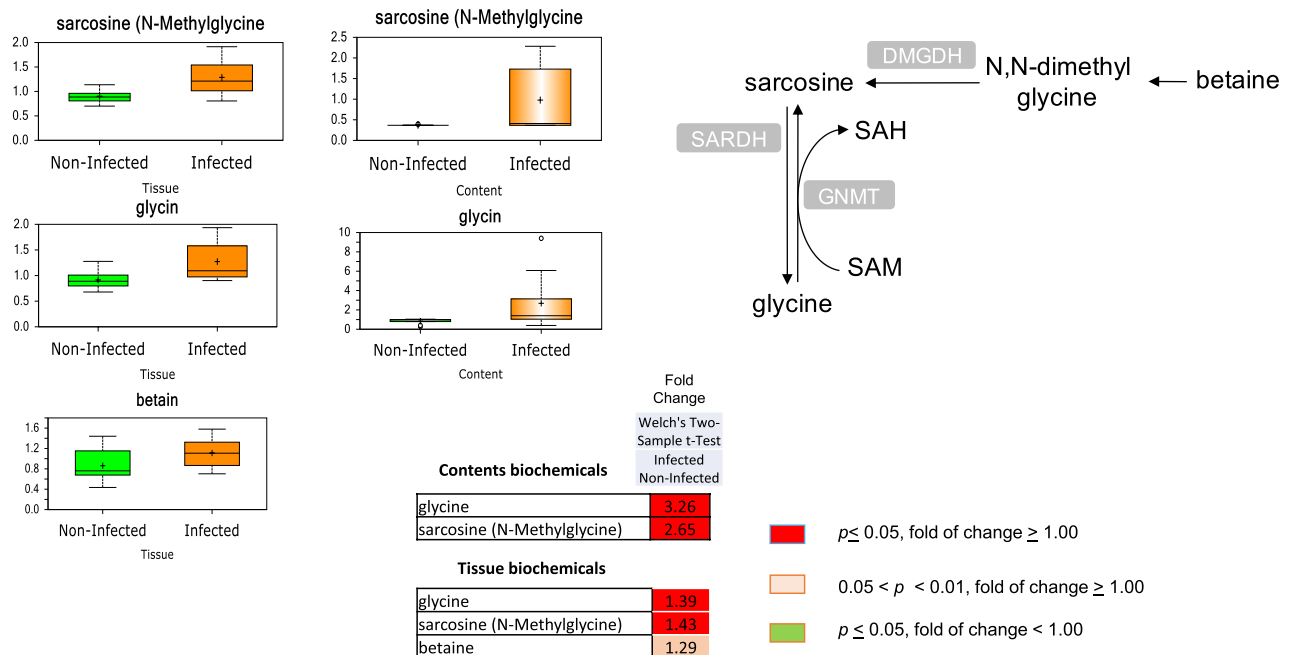 sarcosine (N-Methylglycine
2.0
1.5
1.0
0.5
0.0
Non-Infected Infected
Tissue
sarcosine (N-Methylglycine
2.5
2.0
1.5
1.0
0.5
0.0
Non-Infected Infected
Content
glycin
2.0
1.5
1.0
0.5
0.0
Non-Infected Infected
Tissue
glycin
10
8
6
4
2
0
Non-Infected Infected
Content
betain
1.6
1.2
0.8
0.4
0.0
Non-Infected Infected
Tissue
DMGDH
sarcosine
N,N-dimethyl
glycine
betaine
SARDH
SAH
GNMT
SAM
glycine
Fold
Change
Welch's Two-
Sample t-Test
Infected
Non-Infected
Contents biochemicals
glycine 3.26
sarcosine (N-Methylglycine) 2.65
Tissue biochemicals
glycine 1.39
sarcosine (N-Methylglycine) 1.43
betaine 1.29
p≤ 0.05, fold of change ≥ 1.00
0.05 < p < 0.01, fold of change ≥ 1.00
p ≤ 0.05, fold of change < 1.00